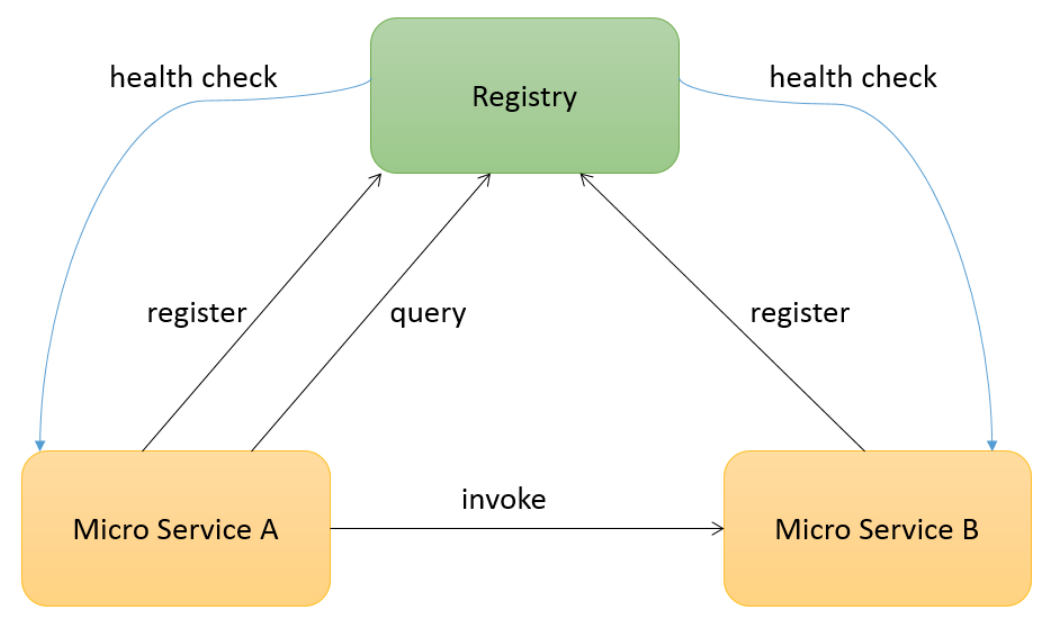 health check
health check
Registry
register
query
register
invoke
Micro Service A
Micro Service B